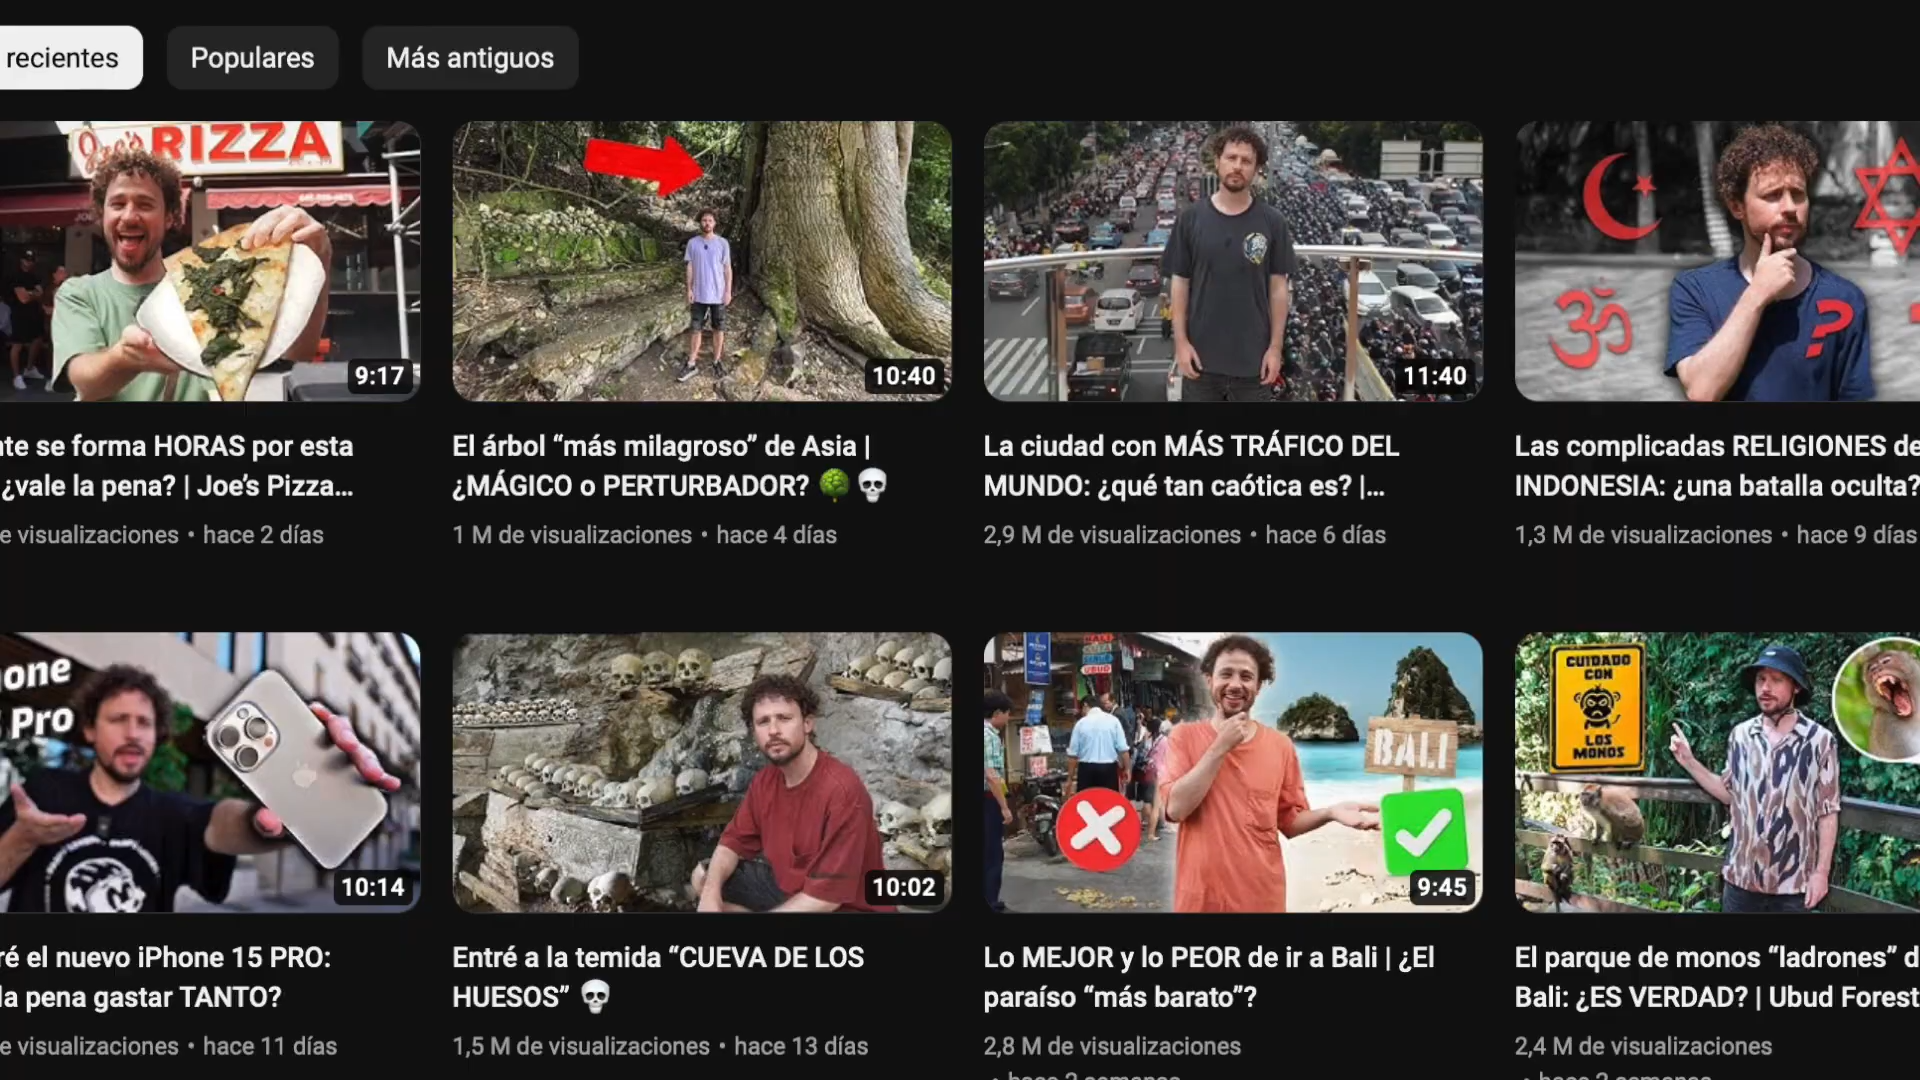 recientes
Populares
Más antiguos
Joe's PIZZA
9:17
10:40
11:40
?
nte se forma HORAS por esta
¿vale la pena? | Joe’s Pizza…
e visualizaciones • hace 2 días
El árbol “más milagroso” de Asia |
¿MÁGICO o PERTURBADOR? 🌳💀
1 M de visualizaciones • hace 4 días
La ciudad con MÁS TRÁFICO DEL
MUNDO: ¿qué tan caótica es? |…
2,9 M de visualizaciones • hace 6 días
Las complicadas RELIGIONES de
INDONESIA: ¿una batalla oculta?
1,3 M de visualizaciones • hace 9 días
one
Pro
10:14
10:02
BALI
9:45
CUIDADO
CON
LOS
MONOS
ré el nuevo iPhone 15 PRO:
la pena gastar TANTO?
e visualizaciones • hace 11 días
Entré a la temida “CUEVA DE LOS
HUESOS” 💀
1,5 M de visualizaciones • hace 13 días
Lo MEJOR y lo PEOR de ir a Bali | ¿El
paraíso “más barato”?
2,8 M de visualizaciones
El parque de monos “ladrones” d
Bali: ¿ES VERDAD? | Ubud Forest
2,4 M de visualizaciones